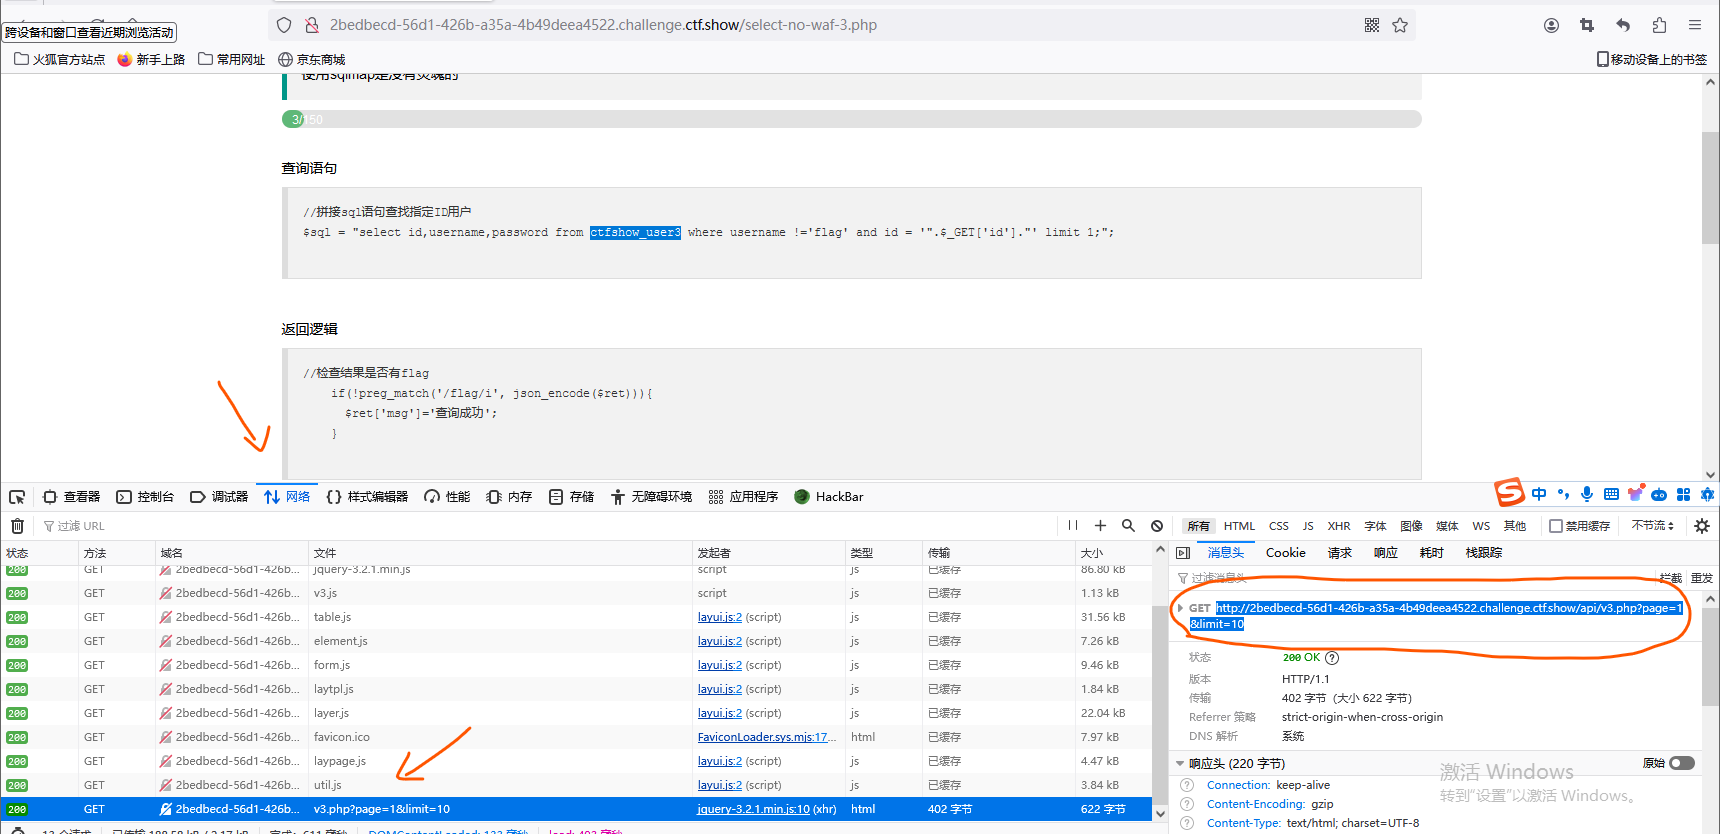 2bedbecd-56d1-426b-a35a-4b49deea4522.challenge.ctf.show/select-no-waf-3.php
跨设备和窗口查看近期浏览活动
火狐官方站点 新手上路 常用网址 京东商城 移动设备上的书签
使用sqlmap是没有灵魂的
3/150
查询语句
//拼接sql语句查找指定ID用户
$sql = "select id,username,password from ctfshow_user3 where username !='flag' and id = '".$_GET['id']."' limit 1;";
返回逻辑
//检查结果是否有flag
if(!preg_match('/flag/i', json_encode($ret))){
$ret['msg']='查询成功';
}
查看器 控制台 调试器 网络 样式编辑器 性能 内存 存储 无障碍环境 应用程序 HackBar
中
过滤 URL 所有 HTML CSS JS XHR 字体 图像 媒体 WS 其他 禁用缓存 不节流
状态 方法 域名 文件 发起者 类型 传输 大小
消息头 Cookie 请求 响应 耗时 栈跟踪
200 GET 2bedbecd-56d1-426b... jquery-3.2.1.min.js script js 已缓存 86.80 kB
过滤消息头 拦截 重发
200 GET 2bedbecd-56d1-426b... v3.js script js 已缓存 1.13 kB
200 GET 2bedbecd-56d1-426b... table.js layui.js:2 (script) js 已缓存 31.56 kB
200 GET 2bedbecd-56d1-426b... element.js layui.js:2 (script) js 已缓存 7.26 kB
200 GET 2bedbecd-56d1-426b... form.js layui.js:2 (script) js 已缓存 9.46 kB
200 GET 2bedbecd-56d1-426b... laytpl.js layui.js:2 (script) js 已缓存 1.84 kB
200 GET 2bedbecd-56d1-426b... layer.js layui.js:2 (script) js 已缓存 22.04 kB
200 GET 2bedbecd-56d1-426b... favicon.ico FaviconLoader.sys.mjs:17... html 已缓存 7.97 kB
200 GET 2bedbecd-56d1-426b... laypage.js layui.js:2 (script) js 已缓存 4.47 kB
200 GET 2bedbecd-56d1-426b... util.js layui.js:2 (script) js 已缓存 3.84 kB
200 GET 2bedbecd-56d1-426b... v3.php?page=1&limit=10 jquery-3.2.1.min.js:10 (xhr) html 402 字节 622 字节
GET http://2bedbecd-56d1-426b-a35a-4b49deea4522.challenge.ctf.show/api/v3.php?page=1
&limit=10
状态 200 OK
版本 HTTP/1.1
传输 402 字节（大小 622 字节）
Referrer 策略 strict-origin-when-cross-origin
DNS 解析 系统
响应头 (220 字节) 原始
Connection: keep-alive
Content-Encoding: gzip
Content-Type: text/html; charset=UTF-8
激活 Windows
转到"设置"以激活 Windows。